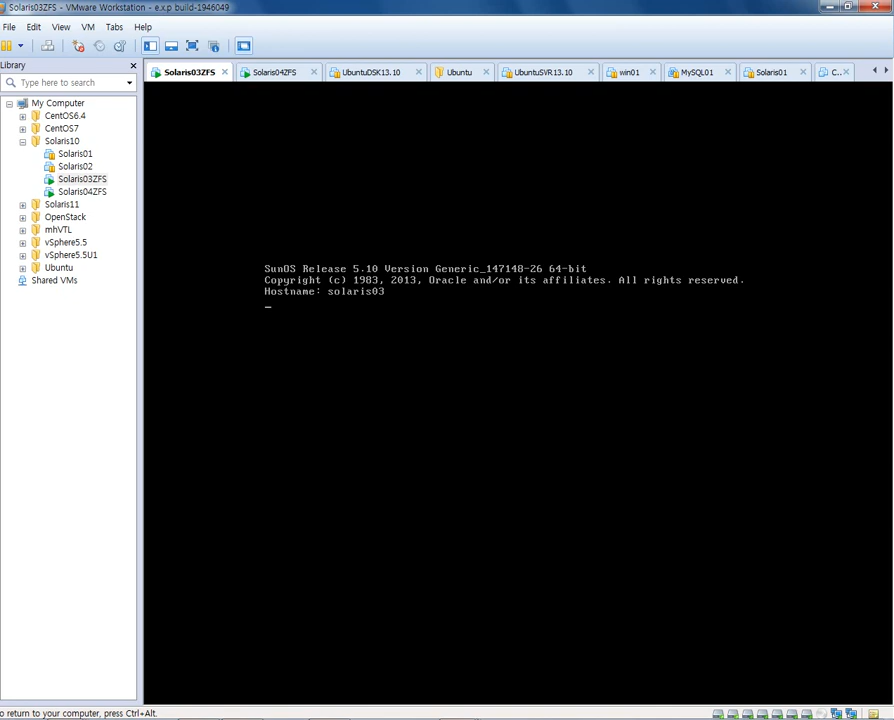 Solaris03ZFS - VMware Workstation - e.x.p build-1946049
File Edit View VM Tabs Help
Library
Type here to search
My Computer
CentOS6.4
CentOS7
Solaris10
Solaris01
Solaris02
Solaris03ZFS
Solaris04ZFS
Solaris11
OpenStack
mhVTL
vSphere5.5
vSphere5.5U1
Ubuntu
Shared VMs
Solaris03ZFS Solaris04ZFS UbuntuDSK13.10 Ubuntu UbuntuSVR13.10 win01 MySQL01 Solaris01 C...
SunOS Release 5.10 Version Generic_147148-26 64-bit
Copyright (c) 1983, 2013, Oracle and/or its affiliates. All rights reserved.
Hostname: solaris03
_
o return to your computer, press Ctrl+Alt.